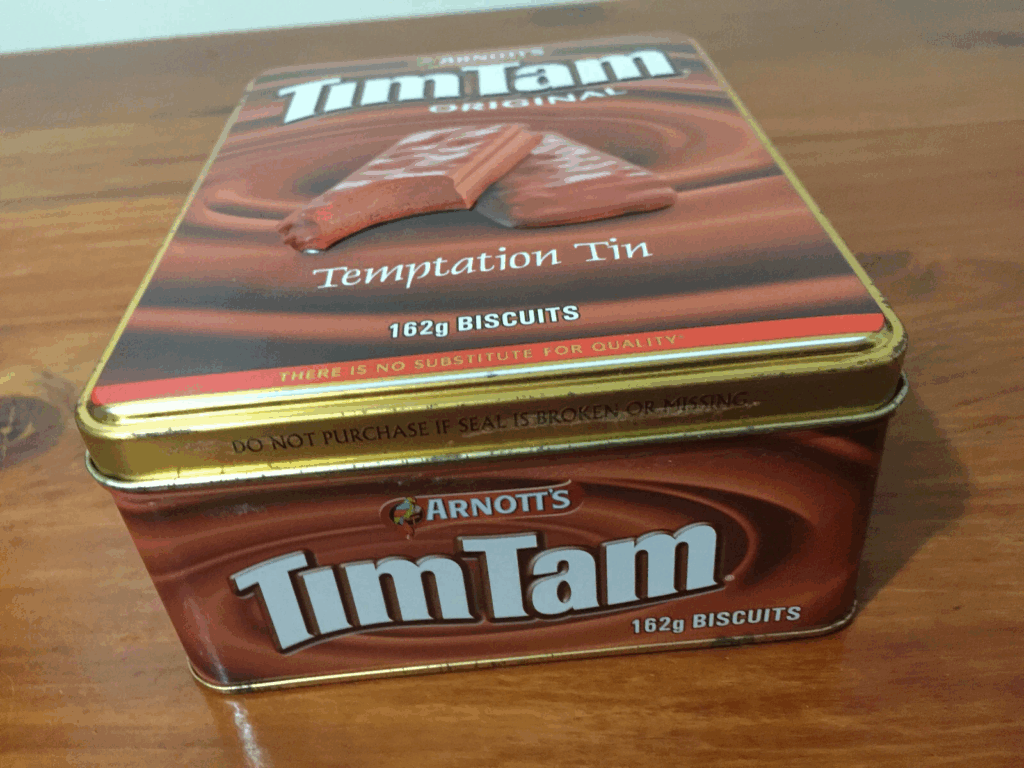 ARNOTT'S
TimTam
ORIGINAL
Temptation Tin
162g BISCUITS
THERE IS NO SUBSTITUTE FOR QUALITY
DO NOT PURCHASE IF SEAL IS BROKEN OR MISSING.
ARNOTT'S
TimTam
162g BISCUITS